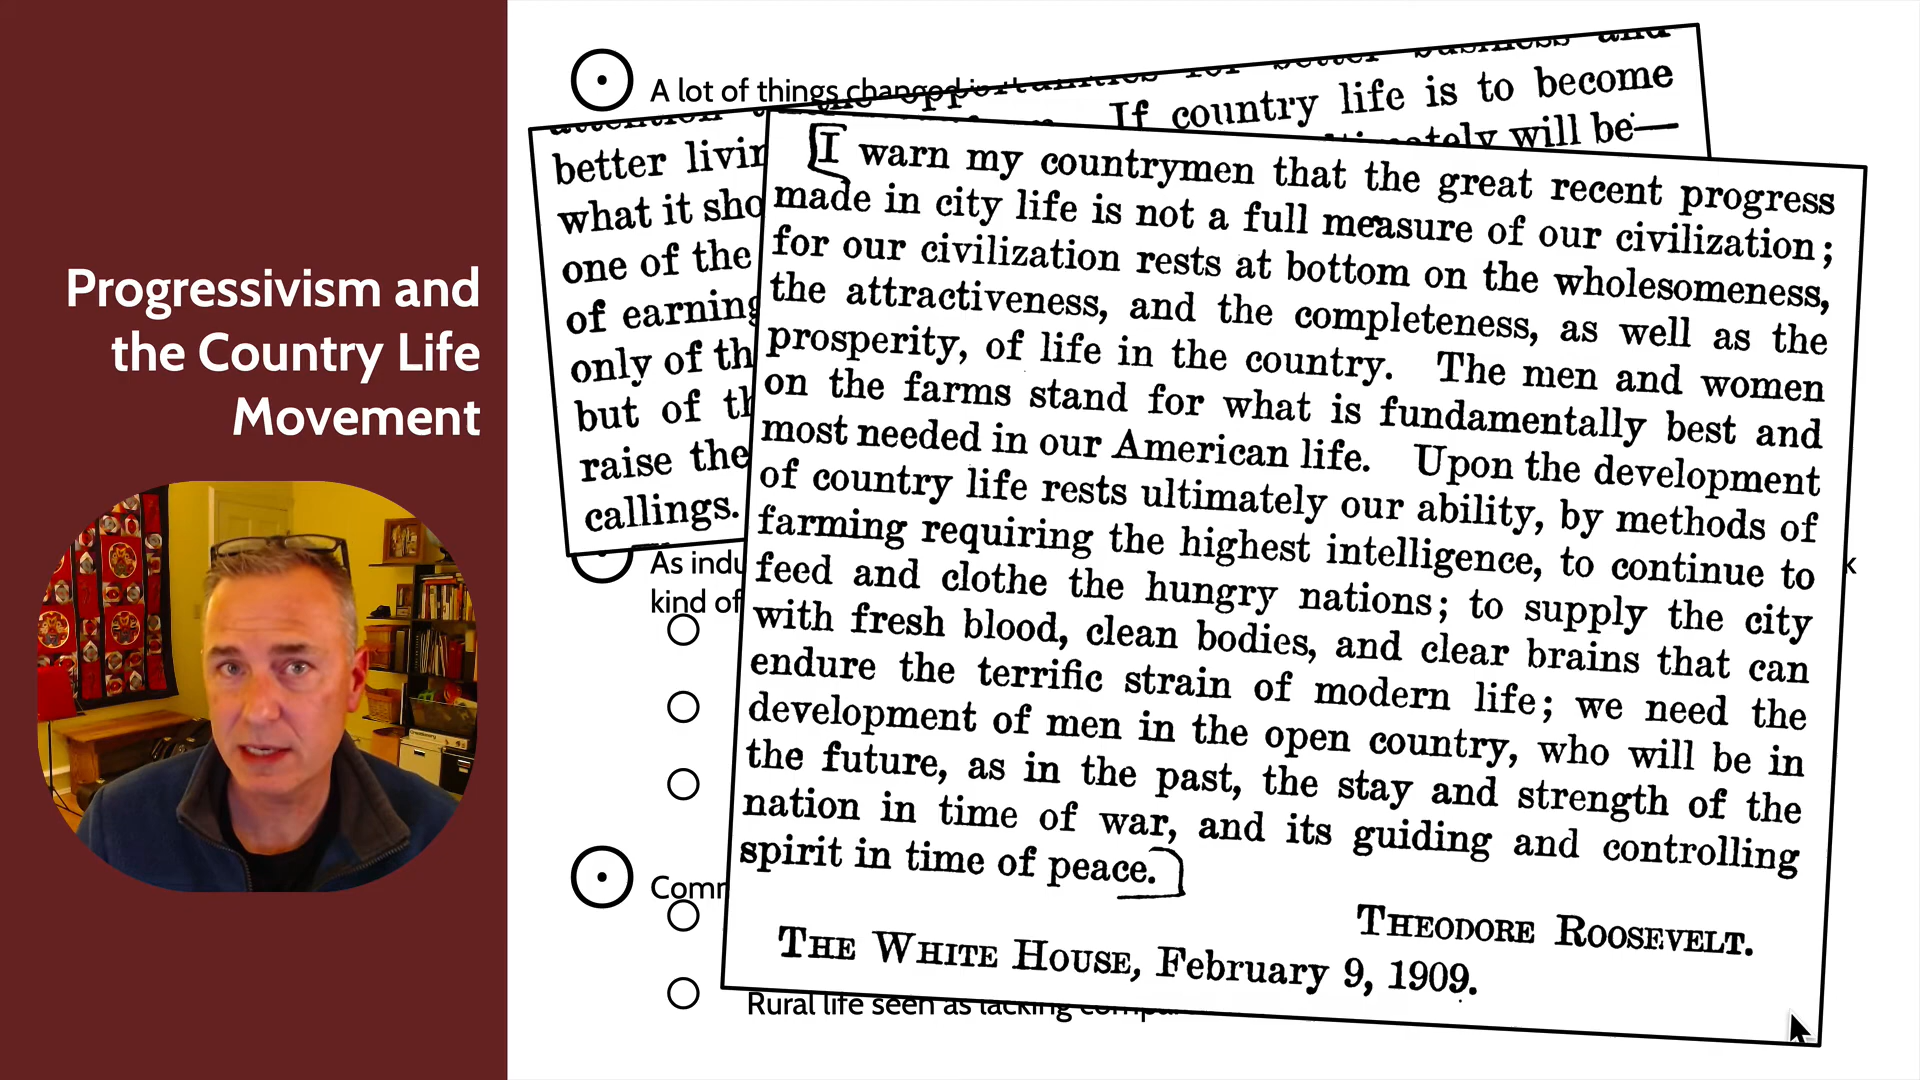 Progressivism and
the Country Life
Movement
A lot of things changed
If country life is to become
will be—
better
what it sho
one of the
of earning
only of th
but of th
raise the
callings.
I warn my countrymen that the great recent progress
made in city life is not a full measure of our civilization;
for our civilization rests at bottom on the wholesomeness,
the attractiveness, and the completeness, as well as the
prosperity, of life in the country. The men and women
on the farms stand for what is fundamentally best and
most needed in our American life. Upon the development
of country life rests ultimately our ability, by methods of
farming requiring the highest intelligence, to continue to
feed and clothe the hungry nations; to supply the city
with fresh blood, clean bodies, and clear brains that can
endure the terrific strain of modern life; we need the
development of men in the open country, who will be in
the future, as in the past, the stay and strength of the
nation in time of war, and its guiding and controlling
spirit in time of peace.
THEODORE ROOSEVELT.
THE WHITE HOUSE, February 9, 1909.
As indu
kind of
Comm
Rural life seen as lacking